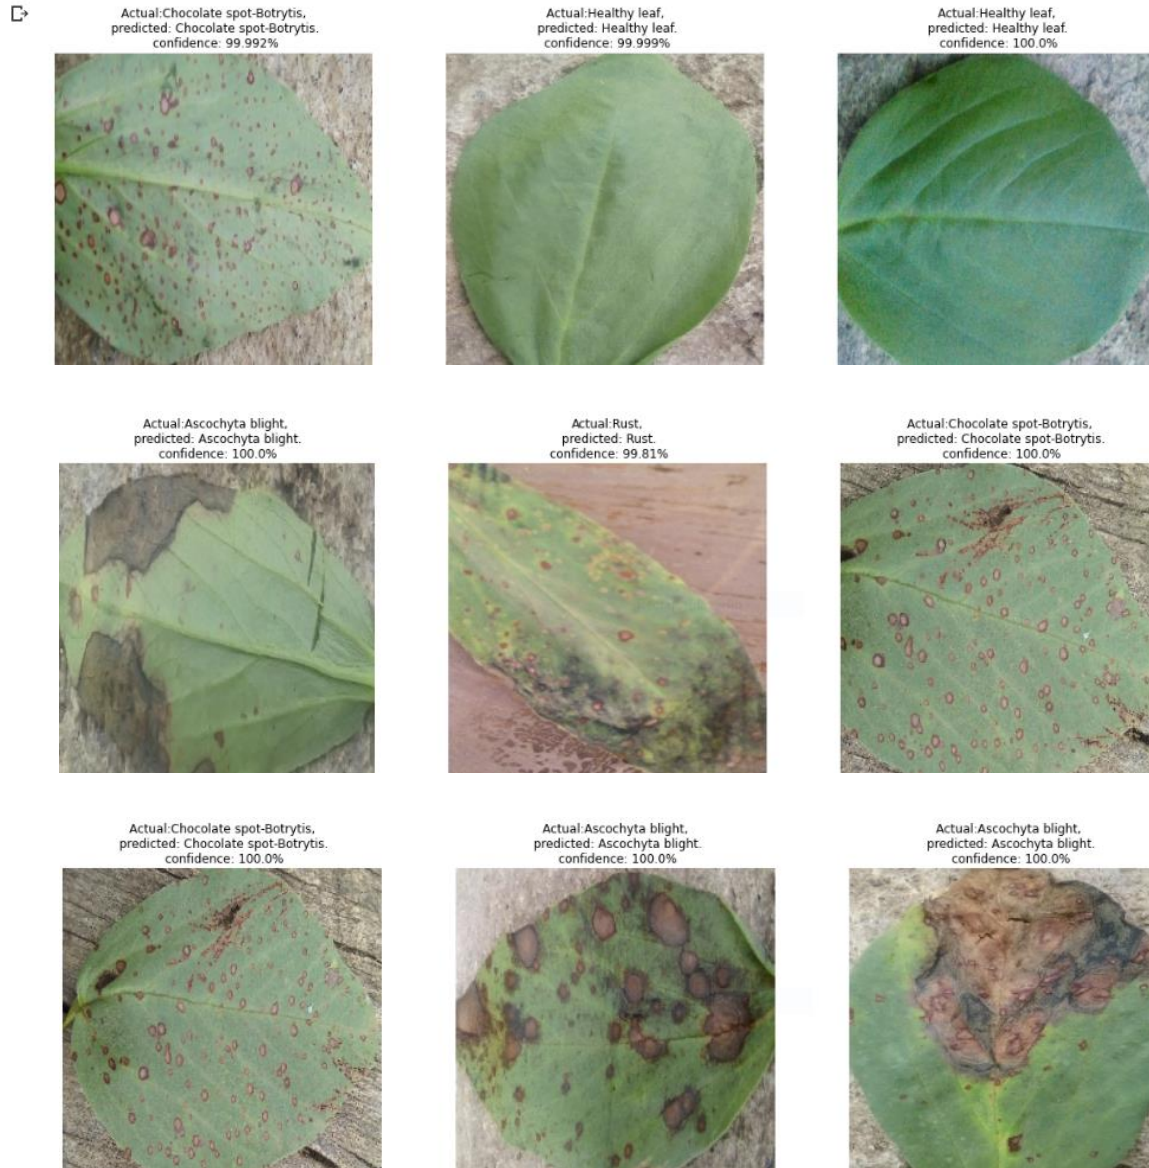 Actual:Chocolate spot-Botrytis,
predicted: Chocolate spot-Botrytis.
confidence: 99.992%
Actual:Healthy leaf,
predicted: Healthy leaf.
confidence: 99.999%
Actual:Healthy leaf,
predicted: Healthy leaf.
confidence: 100.0%
Actual:Ascochyta blight,
predicted: Ascochyta blight.
confidence: 100.0%
Actual:Rust,
predicted: Rust.
confidence: 99.81%
Actual:Chocolate spot-Botrytis,
predicted: Chocolate spot-Botrytis.
confidence: 100.0%
Actual:Chocolate spot-Botrytis,
predicted: Chocolate spot-Botrytis.
confidence: 100.0%
Actual:Ascochyta blight,
predicted: Ascochyta blight.
confidence: 100.0%
Actual:Ascochyta blight,
predicted: Ascochyta blight.
confidence: 100.0%